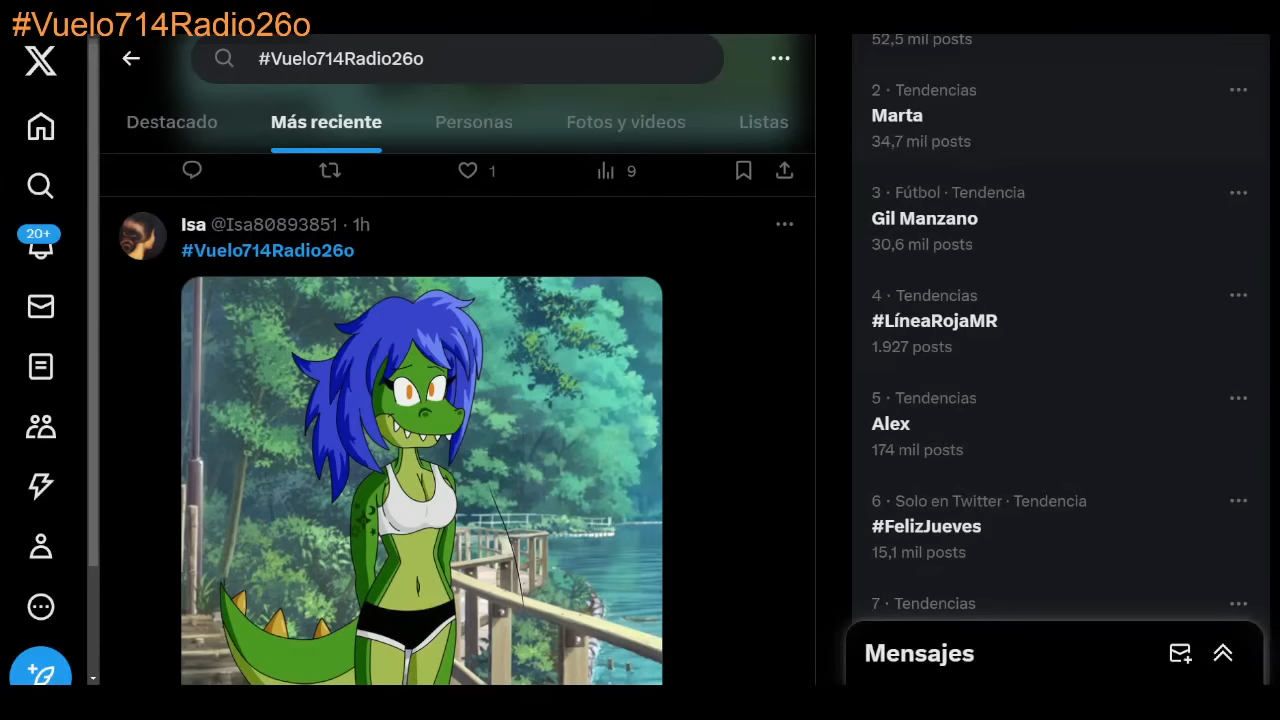 #Vuelo714Radio26o
#Vuelo714Radio26o
Destacado
Más reciente
Personas
Fotos y videos
Listas
1
9
20+
Isa @Isa80893851 · 1h
#Vuelo714Radio26o
52,5 mil posts
2 · Tendencias
Marta
34,7 mil posts
3 · Fútbol · Tendencia
Gil Manzano
30,6 mil posts
4 · Tendencias
#LíneaRojaMR
1.927 posts
5 · Tendencias
Alex
174 mil posts
6 · Solo en Twitter · Tendencia
#FelizJueves
15,1 mil posts
7 · Tendencias
Mensajes